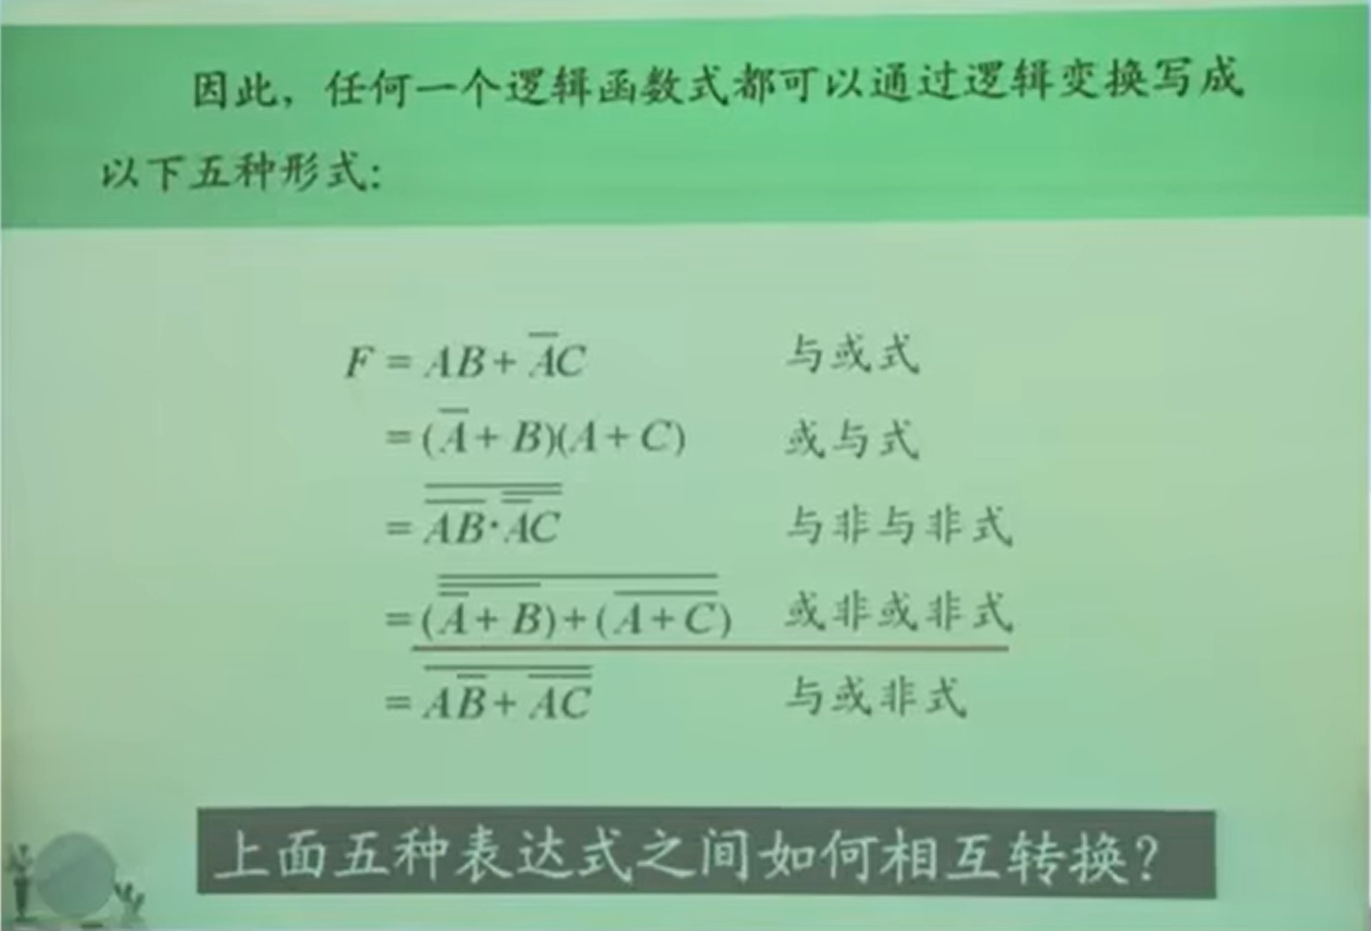 因此，任何一个逻辑函数式都可以通过逻辑变换写成
以下五种形式：
F = AB + A̅C 与或式
= (A̅ + B)(A + C) 或与式
= \overline{\overline{AB}·\overline{\overline{A}C}} 与非与非式
= \overline{(\overline{\overline{A} + B}) + (\overline{A + C})} 或非或非式
= \overline{A\overline{B} + \overline{A}\,\overline{C}} 与或非式
上面五种表达式之间如何相互转换？